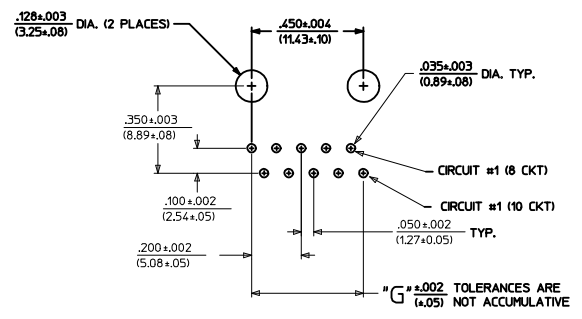 .128±.003
(3.25±.08)
DIA. (2 PLACES)
.450±.004
(11.43±.10)
.035±.003
(0.89±.08)
DIA. TYP.
.350±.003
(8.89±.08)
CIRCUIT #1 (8 CKT)
.100±.002
(2.54±.05)
CIRCUIT #1 (10 CKT)
.050±.002
(1.27±0.05)
TYP.
.200±.002
(5.08±.05)
"G" ±.002
(±.05)
TOLERANCES ARE
NOT ACCUMULATIVE